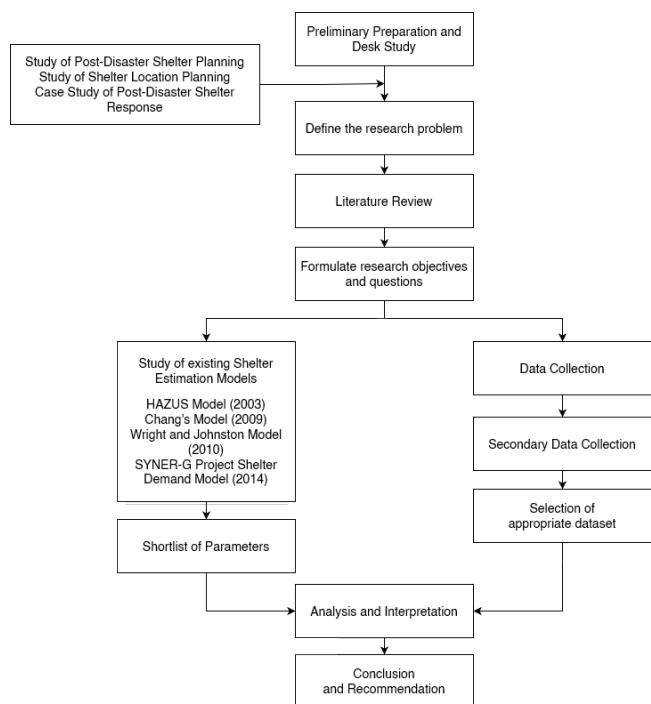 Preliminary Preparation and
Desk Study
Study of Post-Disaster Shelter Planning
Study of Shelter Location Planning
Case Study of Post-Disaster Shelter
Response
Define the research problem
Literature Review
Formulate research objectives
and questions
Study of existing Shelter
Estimation Models
HAZUS Model (2003)
Chang's Model (2009)
Wright and Johnston Model
(2010)
SYNER-G Project Shelter
Demand Model (2014)
Shortlist of Parameters
Data Collection
Secondary Data Collection
Selection of
appropriate dataset
Analysis and Interpretation
Conclusion
and Recommendation